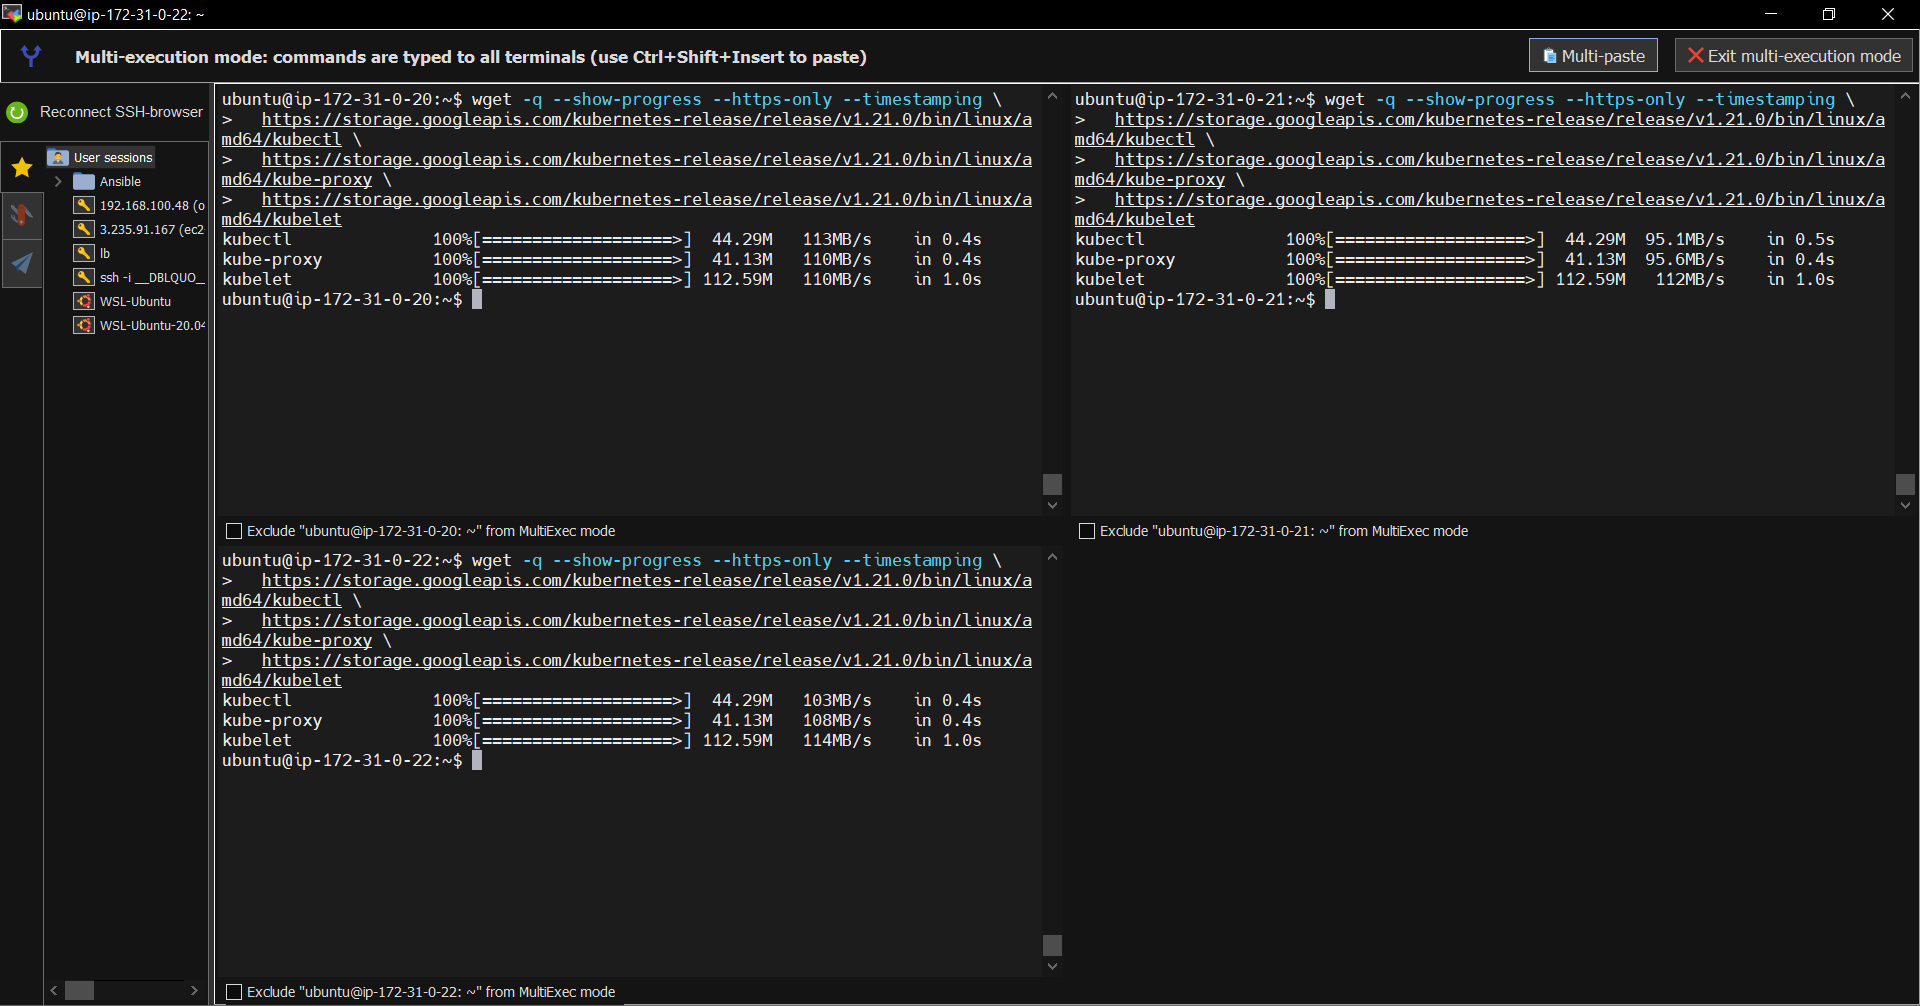 ubuntu@ip-172-31-0-22: ~
Multi-execution mode: commands are typed to all terminals (use Ctrl+Shift+Insert to paste)
Multi-paste
Exit multi-execution mode
Reconnect SSH-browser
User sessions
Ansible
192.168.100.48 (o
3.235.91.167 (ec2
lb
ssh -i __DBLQUO__
WSL-Ubuntu
WSL-Ubuntu-20.04
ubuntu@ip-172-31-0-20:~$ wget -q --show-progress --https-only --timestamping \
>   https://storage.googleapis.com/kubernetes-release/release/v1.21.0/bin/linux/a
md64/kubectl \
>   https://storage.googleapis.com/kubernetes-release/release/v1.21.0/bin/linux/a
md64/kube-proxy \
>   https://storage.googleapis.com/kubernetes-release/release/v1.21.0/bin/linux/a
md64/kubelet
kubectl              100%[===================>]  44.29M   113MB/s    in 0.4s
kube-proxy           100%[===================>]  41.13M   110MB/s    in 0.4s
kubelet              100%[===================>] 112.59M   110MB/s    in 1.0s
ubuntu@ip-172-31-0-20:~$
Exclude "ubuntu@ip-172-31-0-20: ~" from MultiExec mode
ubuntu@ip-172-31-0-21:~$ wget -q --show-progress --https-only --timestamping \
>   https://storage.googleapis.com/kubernetes-release/release/v1.21.0/bin/linux/a
md64/kubectl \
>   https://storage.googleapis.com/kubernetes-release/release/v1.21.0/bin/linux/a
md64/kube-proxy \
>   https://storage.googleapis.com/kubernetes-release/release/v1.21.0/bin/linux/a
md64/kubelet
kubectl              100%[===================>]  44.29M  95.1MB/s    in 0.5s
kube-proxy           100%[===================>]  41.13M  95.6MB/s    in 0.4s
kubelet              100%[===================>] 112.59M   112MB/s    in 1.0s
ubuntu@ip-172-31-0-21:~$
Exclude "ubuntu@ip-172-31-0-21: ~" from MultiExec mode
ubuntu@ip-172-31-0-22:~$ wget -q --show-progress --https-only --timestamping \
>   https://storage.googleapis.com/kubernetes-release/release/v1.21.0/bin/linux/a
md64/kubectl \
>   https://storage.googleapis.com/kubernetes-release/release/v1.21.0/bin/linux/a
md64/kube-proxy \
>   https://storage.googleapis.com/kubernetes-release/release/v1.21.0/bin/linux/a
md64/kubelet
kubectl              100%[===================>]  44.29M   103MB/s    in 0.4s
kube-proxy           100%[===================>]  41.13M   108MB/s    in 0.4s
kubelet              100%[===================>] 112.59M   114MB/s    in 1.0s
ubuntu@ip-172-31-0-22:~$
Exclude "ubuntu@ip-172-31-0-22: ~" from MultiExec mode